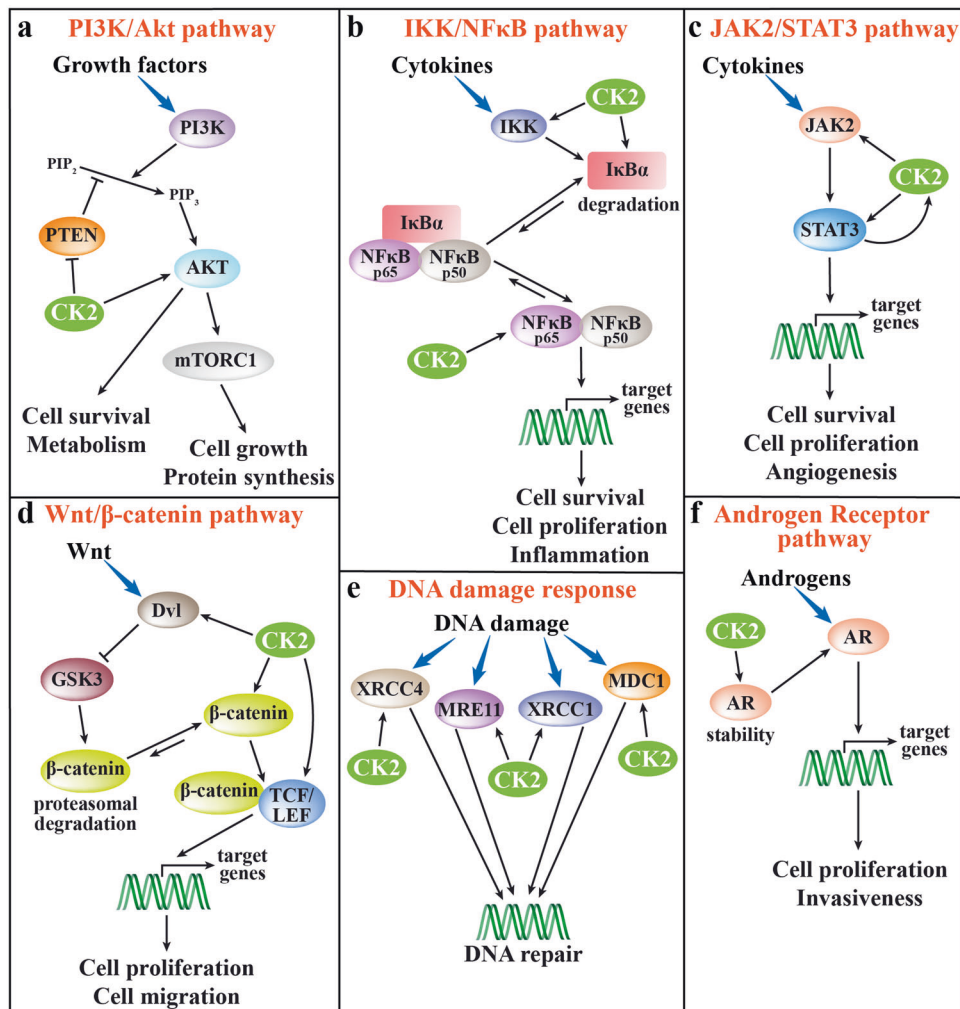 a PI3K/Akt pathway
Growth factors
PI3K
PIP2
PIP3
PTEN
AKT
CK2
mTORC1
Cell survival
Metabolism
Cell growth
Protein synthesis
b IKK/NFκB pathway
Cytokines
CK2
IKK
IκBα
degradation
IκBα
NFκB
p65
NFκB
p50
NFκB
p65
NFκB
p50
CK2
target
genes
Cell survival
Cell proliferation
Inflammation
c JAK2/STAT3 pathway
Cytokines
JAK2
CK2
STAT3
target
genes
Cell survival
Cell proliferation
Angiogenesis
d Wnt/β-catenin pathway
Wnt
Dvl
CK2
GSK3
β-catenin
β-catenin
proteasomal
degradation
β-catenin
TCF/
LEF
target
genes
Cell proliferation
Cell migration
e DNA damage response
DNA damage
XRCC4
MRE11
XRCC1
MDC1
CK2
CK2
CK2
DNA repair
f Androgen Receptor
pathway
Androgens
CK2
AR
AR
stability
target
genes
Cell proliferation
Invasiveness